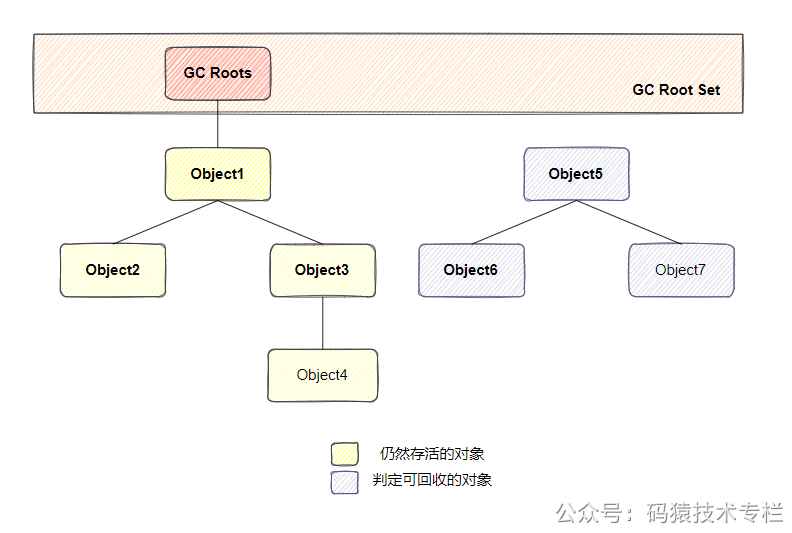 GC Roots
GC Root Set
Object1
Object5
Object2
Object3
Object6
Object7
Object4
仍然存活的对象
判定可回收的对象
公众号：码猿技术专栏